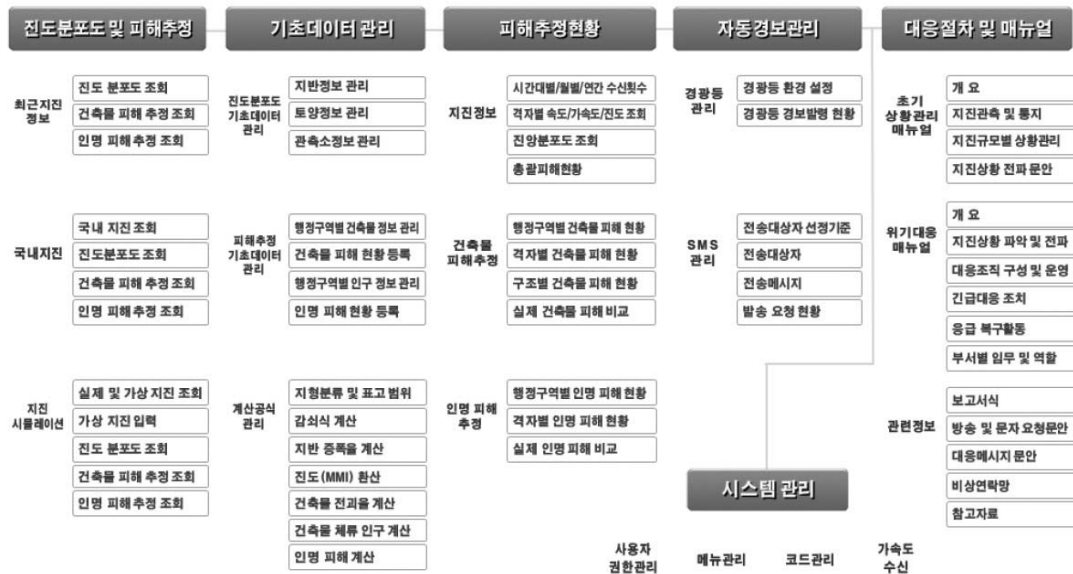 진도분포도 및 피해추정
기초데이터 관리
피해추정현황
자동경보관리
대응절차 및 매뉴얼
최근지진
정보
진도 분포도 조회
건축물 피해 추정 조회
인명 피해 추정 조회
국내지진
국내 지진 조회
진도분포도 조회
건축물 피해 추정 조회
인명 피해 추정 조회
지진
시뮬레이션
실제 및 가상 지진 조회
가상 지진 입력
진도 분포도 조회
건축물 피해 추정 조회
인명 피해 추정 조회
진도분포도
기초데이터
관리
지반정보 관리
토양정보 관리
관축소정보 관리
피해추정
기초데이터
관리
행정구역별 건축물 정보 관리
건축물 피해 현황 등록
행정구역별 인구 정보 관리
인명 피해 현황 등록
계산공식
관리
지형분류 및 표고 범위
감쇠식 계산
지반 증폭율 계산
진도(MMI) 환산
건축물 전괴율 계산
건축물 체류 인구 계산
인명 피해 계산
지진정보
시간대별/월별/연간 수신횟수
격자별 속도/가속도/진도 조회
진앙분포도 조회
총괄피해현황
건축물
피해추정
행정구역별 건축물 피해 현황
격자별 건축물 피해 현황
구조별 건축물 피해 현황
실제 건축물 피해 비교
인명 피해
추정
행정구역별 인명 피해 현황
격자별 인명 피해 현황
실제 인명 피해 비교
경광등
관리
경광등 환경 설정
경광등 경보발령 현황
SMS
관리
전송대상자 선정기준
전송대상자
전송메시지
발송 요청 현황
초기
상황관리
매뉴얼
개 요
지진관측 및 통지
지진규모별 상황관리
지진상황 전파 문안
위기대응
매뉴얼
개 요
지진상황 파악 및 전파
대응조직 구성 및 운영
긴급대응 조치
응급 복구활동
부서별 임무 및 역할
관련정보
보고서식
방송 및 문자 요청문안
대응메시지 문안
비상연락망
참고자료
시스템 관리
사용자
권한관리
메뉴관리
코드관리
가속도
수신